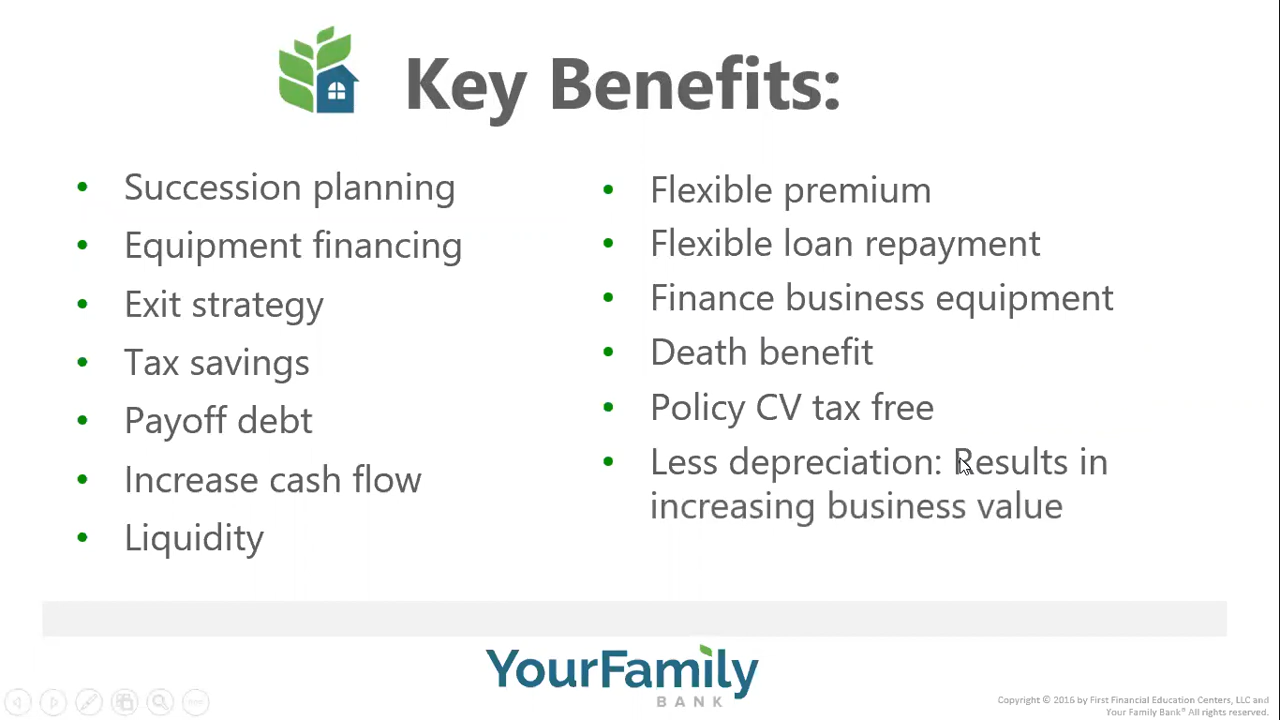 Key Benefits:
• Succession planning
• Equipment financing
• Exit strategy
• Tax savings
• Payoff debt
• Increase cash flow
• Liquidity
• Flexible premium
• Flexible loan repayment
• Finance business equipment
• Death benefit
• Policy CV tax free
• Less depreciation: Results in
increasing business value
YourFamily
BANK
Copyright © 2016 by First Financial Education Centers, LLC and
Your Family Bank® All rights reserved.